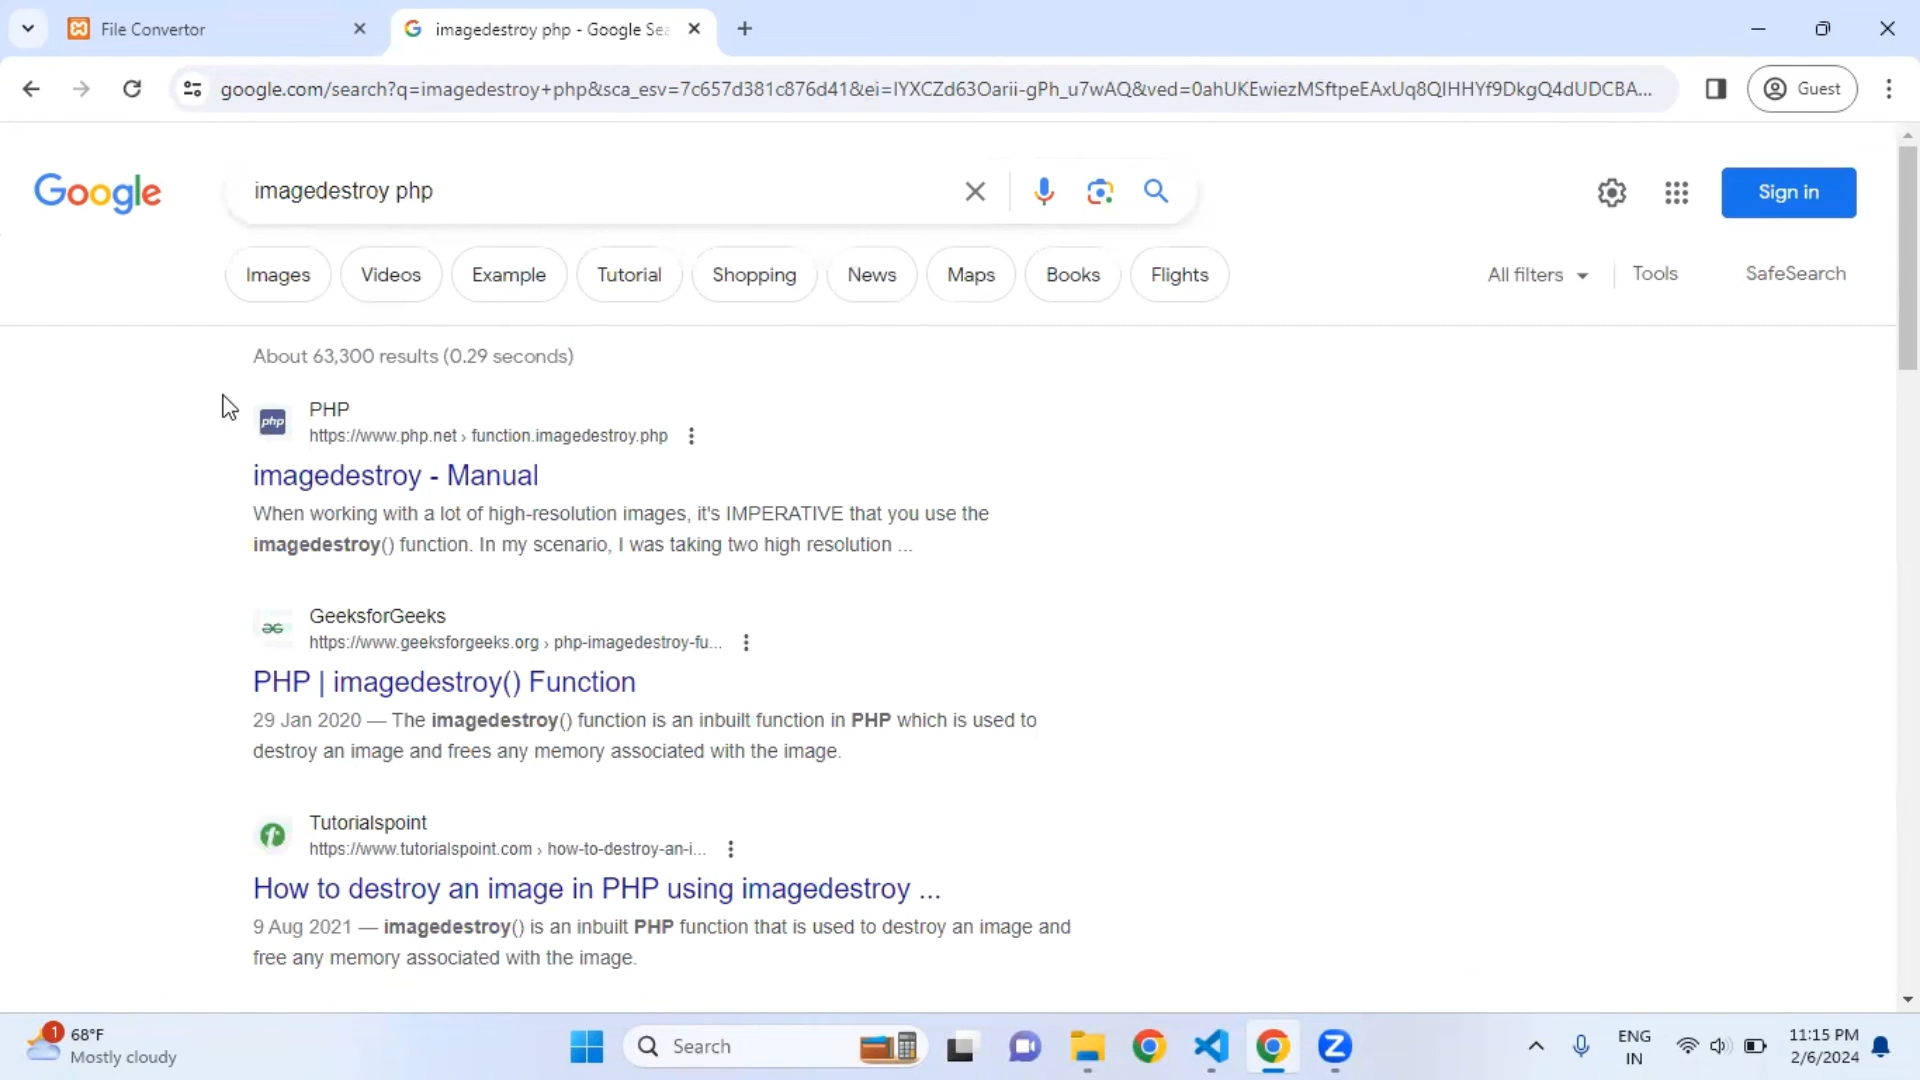 File Convertor
imagedestroy php - Google Sea
google.com/search?q=imagedestroy+php&sca_esv=7c657d381c876d41&ei=IYXCZd63Oarii-gPh_u7wAQ&ved=0ahUKEwiezMSftpeEAxUq8QIHHYf9DkgQ4dUDCBA...
Guest
Google
imagedestroy php
Sign in
Images
Videos
Example
Tutorial
Shopping
News
Maps
Books
Flights
All filters
Tools
SafeSearch
About 63,300 results (0.29 seconds)
php
PHP
https://www.php.net › function.imagedestroy.php
imagedestroy - Manual
When working with a lot of high-resolution images, it's IMPERATIVE that you use the
imagedestroy() function. In my scenario, I was taking two high resolution ...
GeeksforGeeks
https://www.geeksforgeeks.org › php-imagedestroy-fu...
PHP | imagedestroy() Function
29 Jan 2020 — The imagedestroy() function is an inbuilt function in PHP which is used to
destroy an image and frees any memory associated with the image.
Tutorialspoint
https://www.tutorialspoint.com › how-to-destroy-an-i...
How to destroy an image in PHP using imagedestroy ...
9 Aug 2021 — imagedestroy() is an inbuilt PHP function that is used to destroy an image and
free any memory associated with the image.
1
68°F
Mostly cloudy
Search
ENG
IN
11:15 PM
2/6/2024